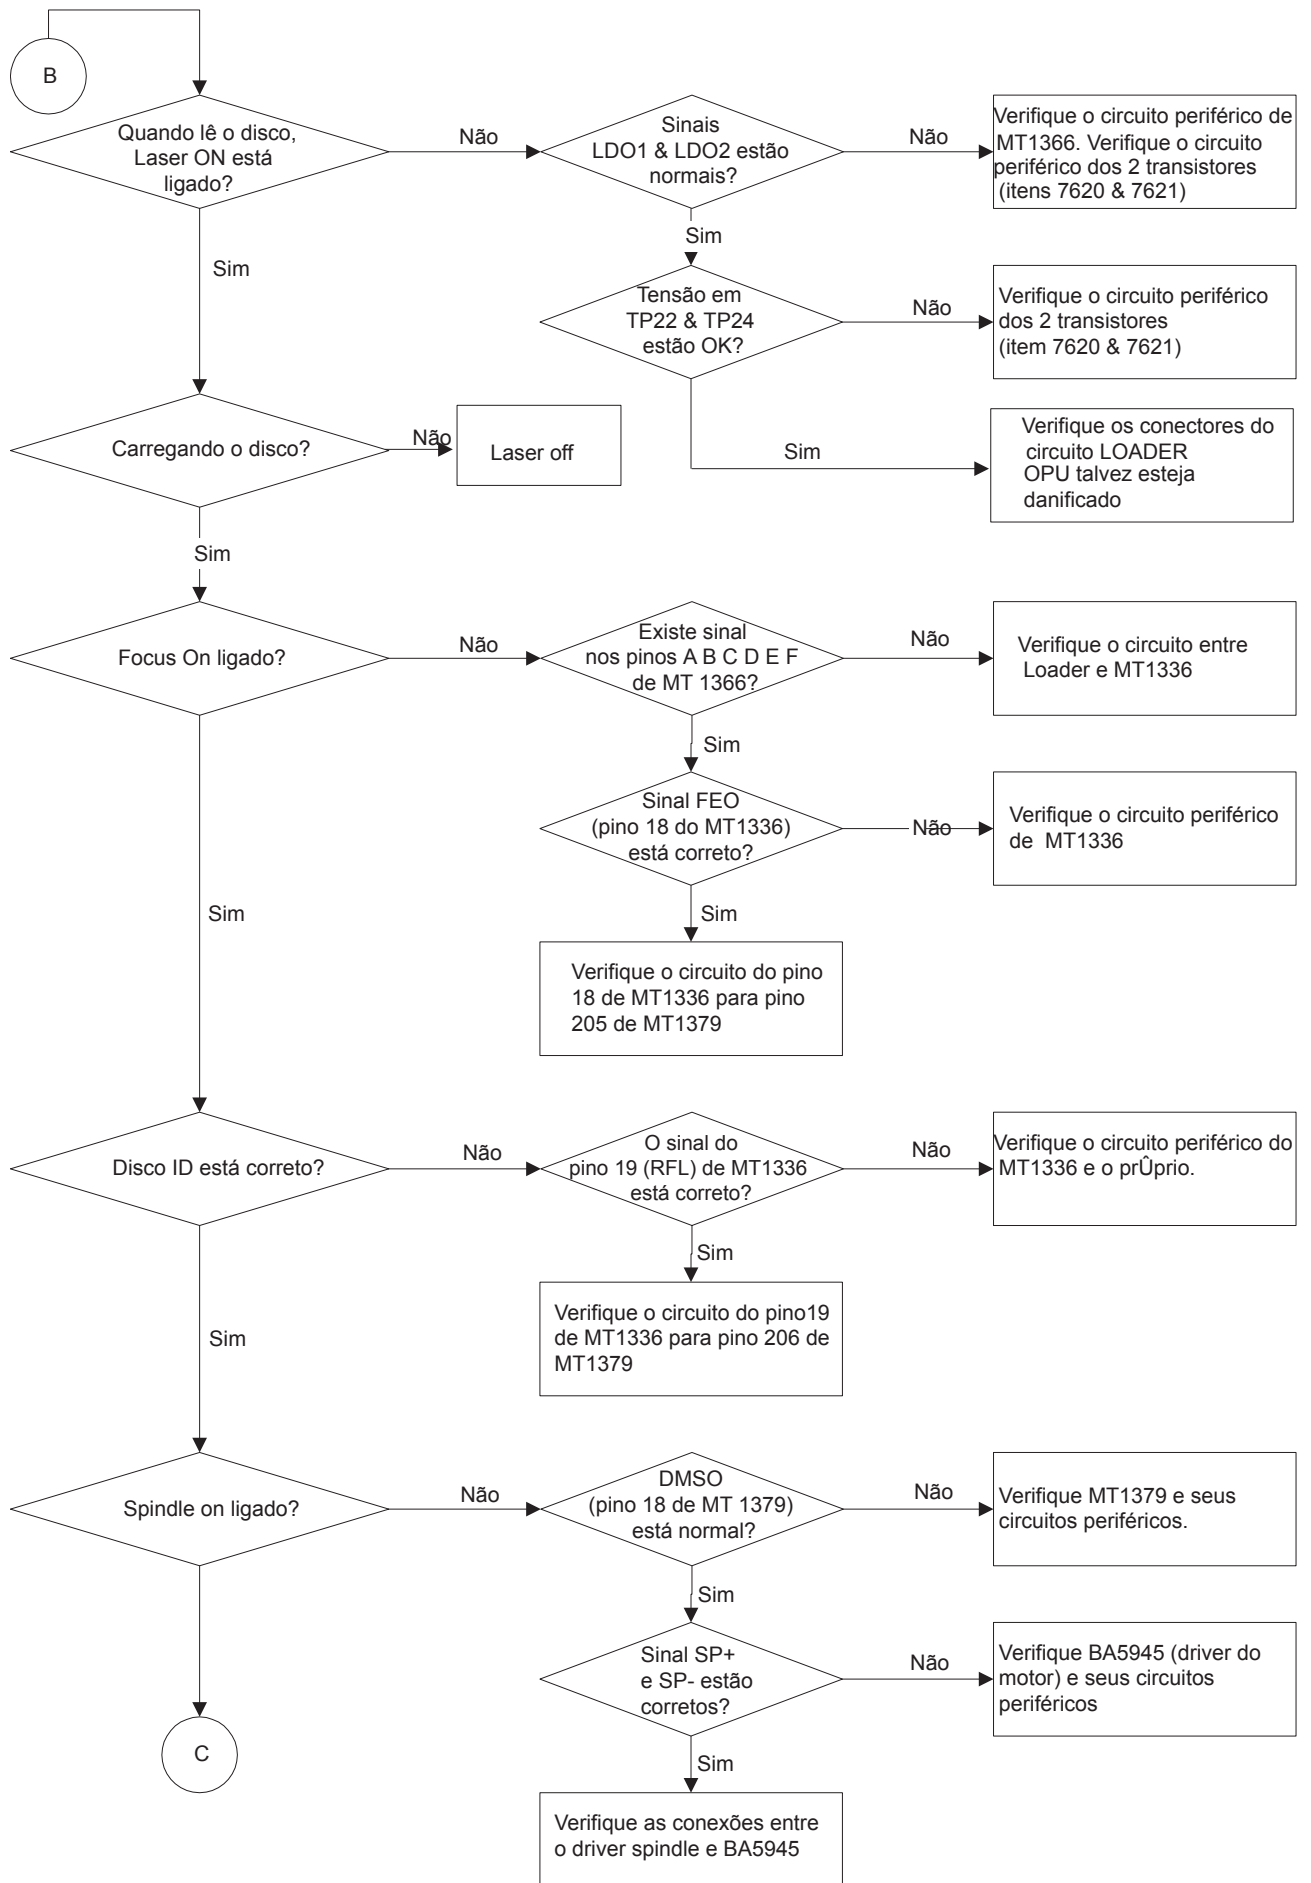 B
Quando lê o disco,
Laser ON está
ligado?
Não
Sinais
LDO1 & LDO2 estão
normais?
Não
Verifique o circuito periférico de
MT1366. Verifique o circuito
periférico dos 2 transistores
(itens 7620 & 7621)
Sim
Sim
Tensão em
TP22 & TP24
estão OK?
Não
Verifique o circuito periférico
dos 2 transistores
(item 7620 & 7621)
Carregando o disco?
Não
Laser off
Sim
Verifique os conectores do
circuito LOADER
OPU talvez esteja
danificado
Sim
Focus On ligado?
Não
Existe sinal
nos pinos A B C D E F
de MT 1366?
Não
Verifique o circuito entre
Loader e MT1336
Sim
Sinal FEO
(pino 18 do MT1336)
está correto?
Não
Verifique o circuito periférico
de MT1336
Sim
Sim
Verifique o circuito do pino
18 de MT1336 para pino
205 de MT1379
Disco ID está correto?
Não
O sinal do
pino 19 (RFL) de MT1336
está correto?
Não
Verifique o circuito periférico do
MT1336 e o prÛprio.
Sim
Sim
Verifique o circuito do pino19
de MT1336 para pino 206 de
MT1379
Spindle on ligado?
Não
DMSO
(pino 18 de MT 1379)
está normal?
Não
Verifique MT1379 e seus
circuitos periféricos.
Sim
Sinal SP+
e SP- estão
corretos?
Não
Verifique BA5945 (driver do
motor) e seus circuitos
periféricos
C
Sim
Verifique as conexões entre
o driver spindle e BA5945